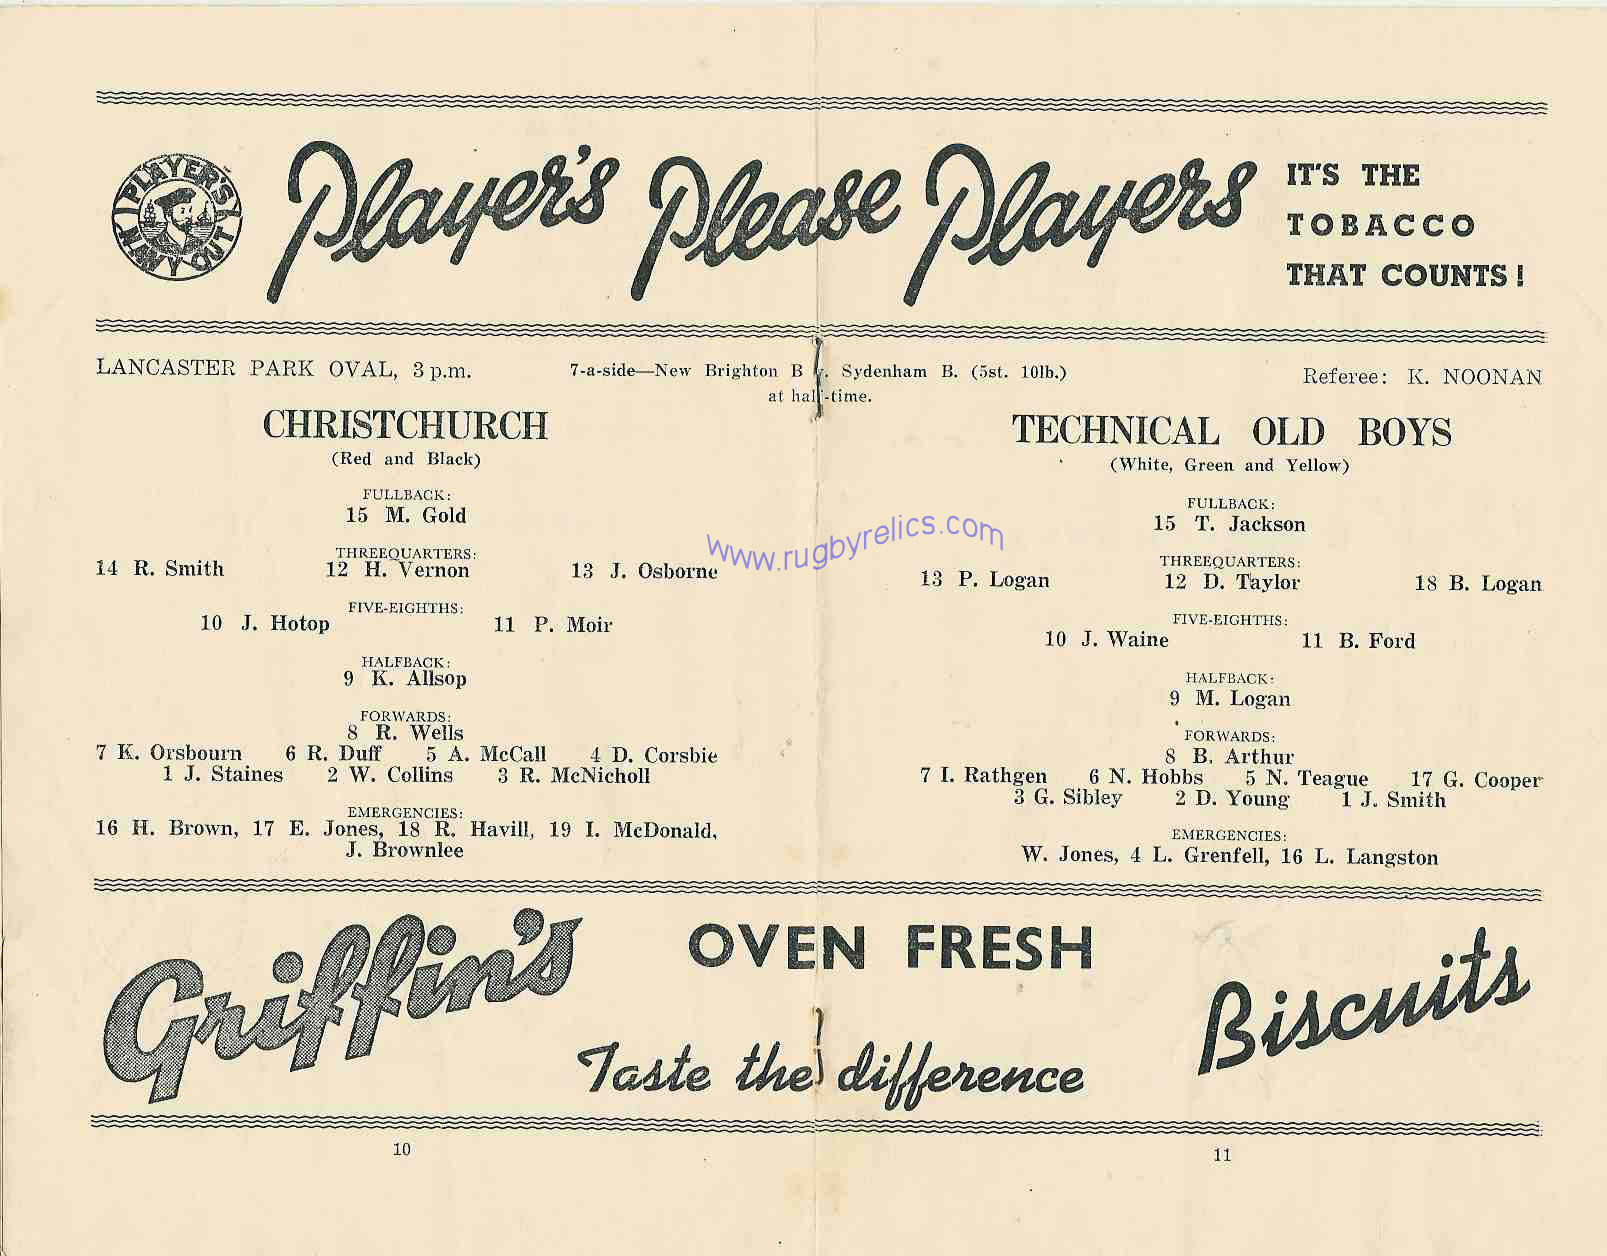 PLAYER'S
NAVY CUT
Player's Please Players
IT'S THE
TOBACCO
THAT COUNTS!
LANCASTER PARK OVAL, 3 p.m.
7-a-side—New Brighton B v. Sydenham B. (5st. 10lb.)
at half-time.
Referee: K. NOONAN
CHRISTCHURCH
(Red and Black)
FULLBACK:
15 M. Gold
THREEQUARTERS:
14 R. Smith 12 H. Vernon 13 J. Osborne
FIVE-EIGHTHS:
10 J. Hotop 11 P. Moir
HALFBACK:
9 K. Allsop
FORWARDS:
8 R. Wells
7 K. Orsbourn 6 R. Duff 5 A. McCall 4 D. Corsbie
1 J. Staines 2 W. Collins 3 R. McNicholl
EMERGENCIES:
16 H. Brown, 17 E. Jones, 18 R. Havill, 19 I. McDonald,
J. Brownlee
TECHNICAL OLD BOYS
(White, Green and Yellow)
FULLBACK:
15 T. Jackson
THREEQUARTERS:
13 P. Logan 12 D. Taylor 18 B. Logan
FIVE-EIGHTHS:
10 J. Waine 11 B. Ford
HALFBACK:
9 M. Logan
FORWARDS:
8 B. Arthur
7 I. Rathgen 6 N. Hobbs 5 N. Teague 17 G. Cooper
3 G. Sibley 2 D. Young 1 J. Smith
EMERGENCIES:
W. Jones, 4 L. Grenfell, 16 L. Langston
www.rugbyrelics.com
Griffin's
OVEN FRESH
Biscuits
Taste the difference
10
11